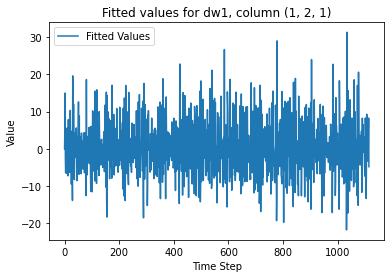 Fitted values for dw1, column (1, 2, 1)
Fitted Values
Value
30
20
10
0
−10
−20
0 200 400 600 800 1000
Time Step